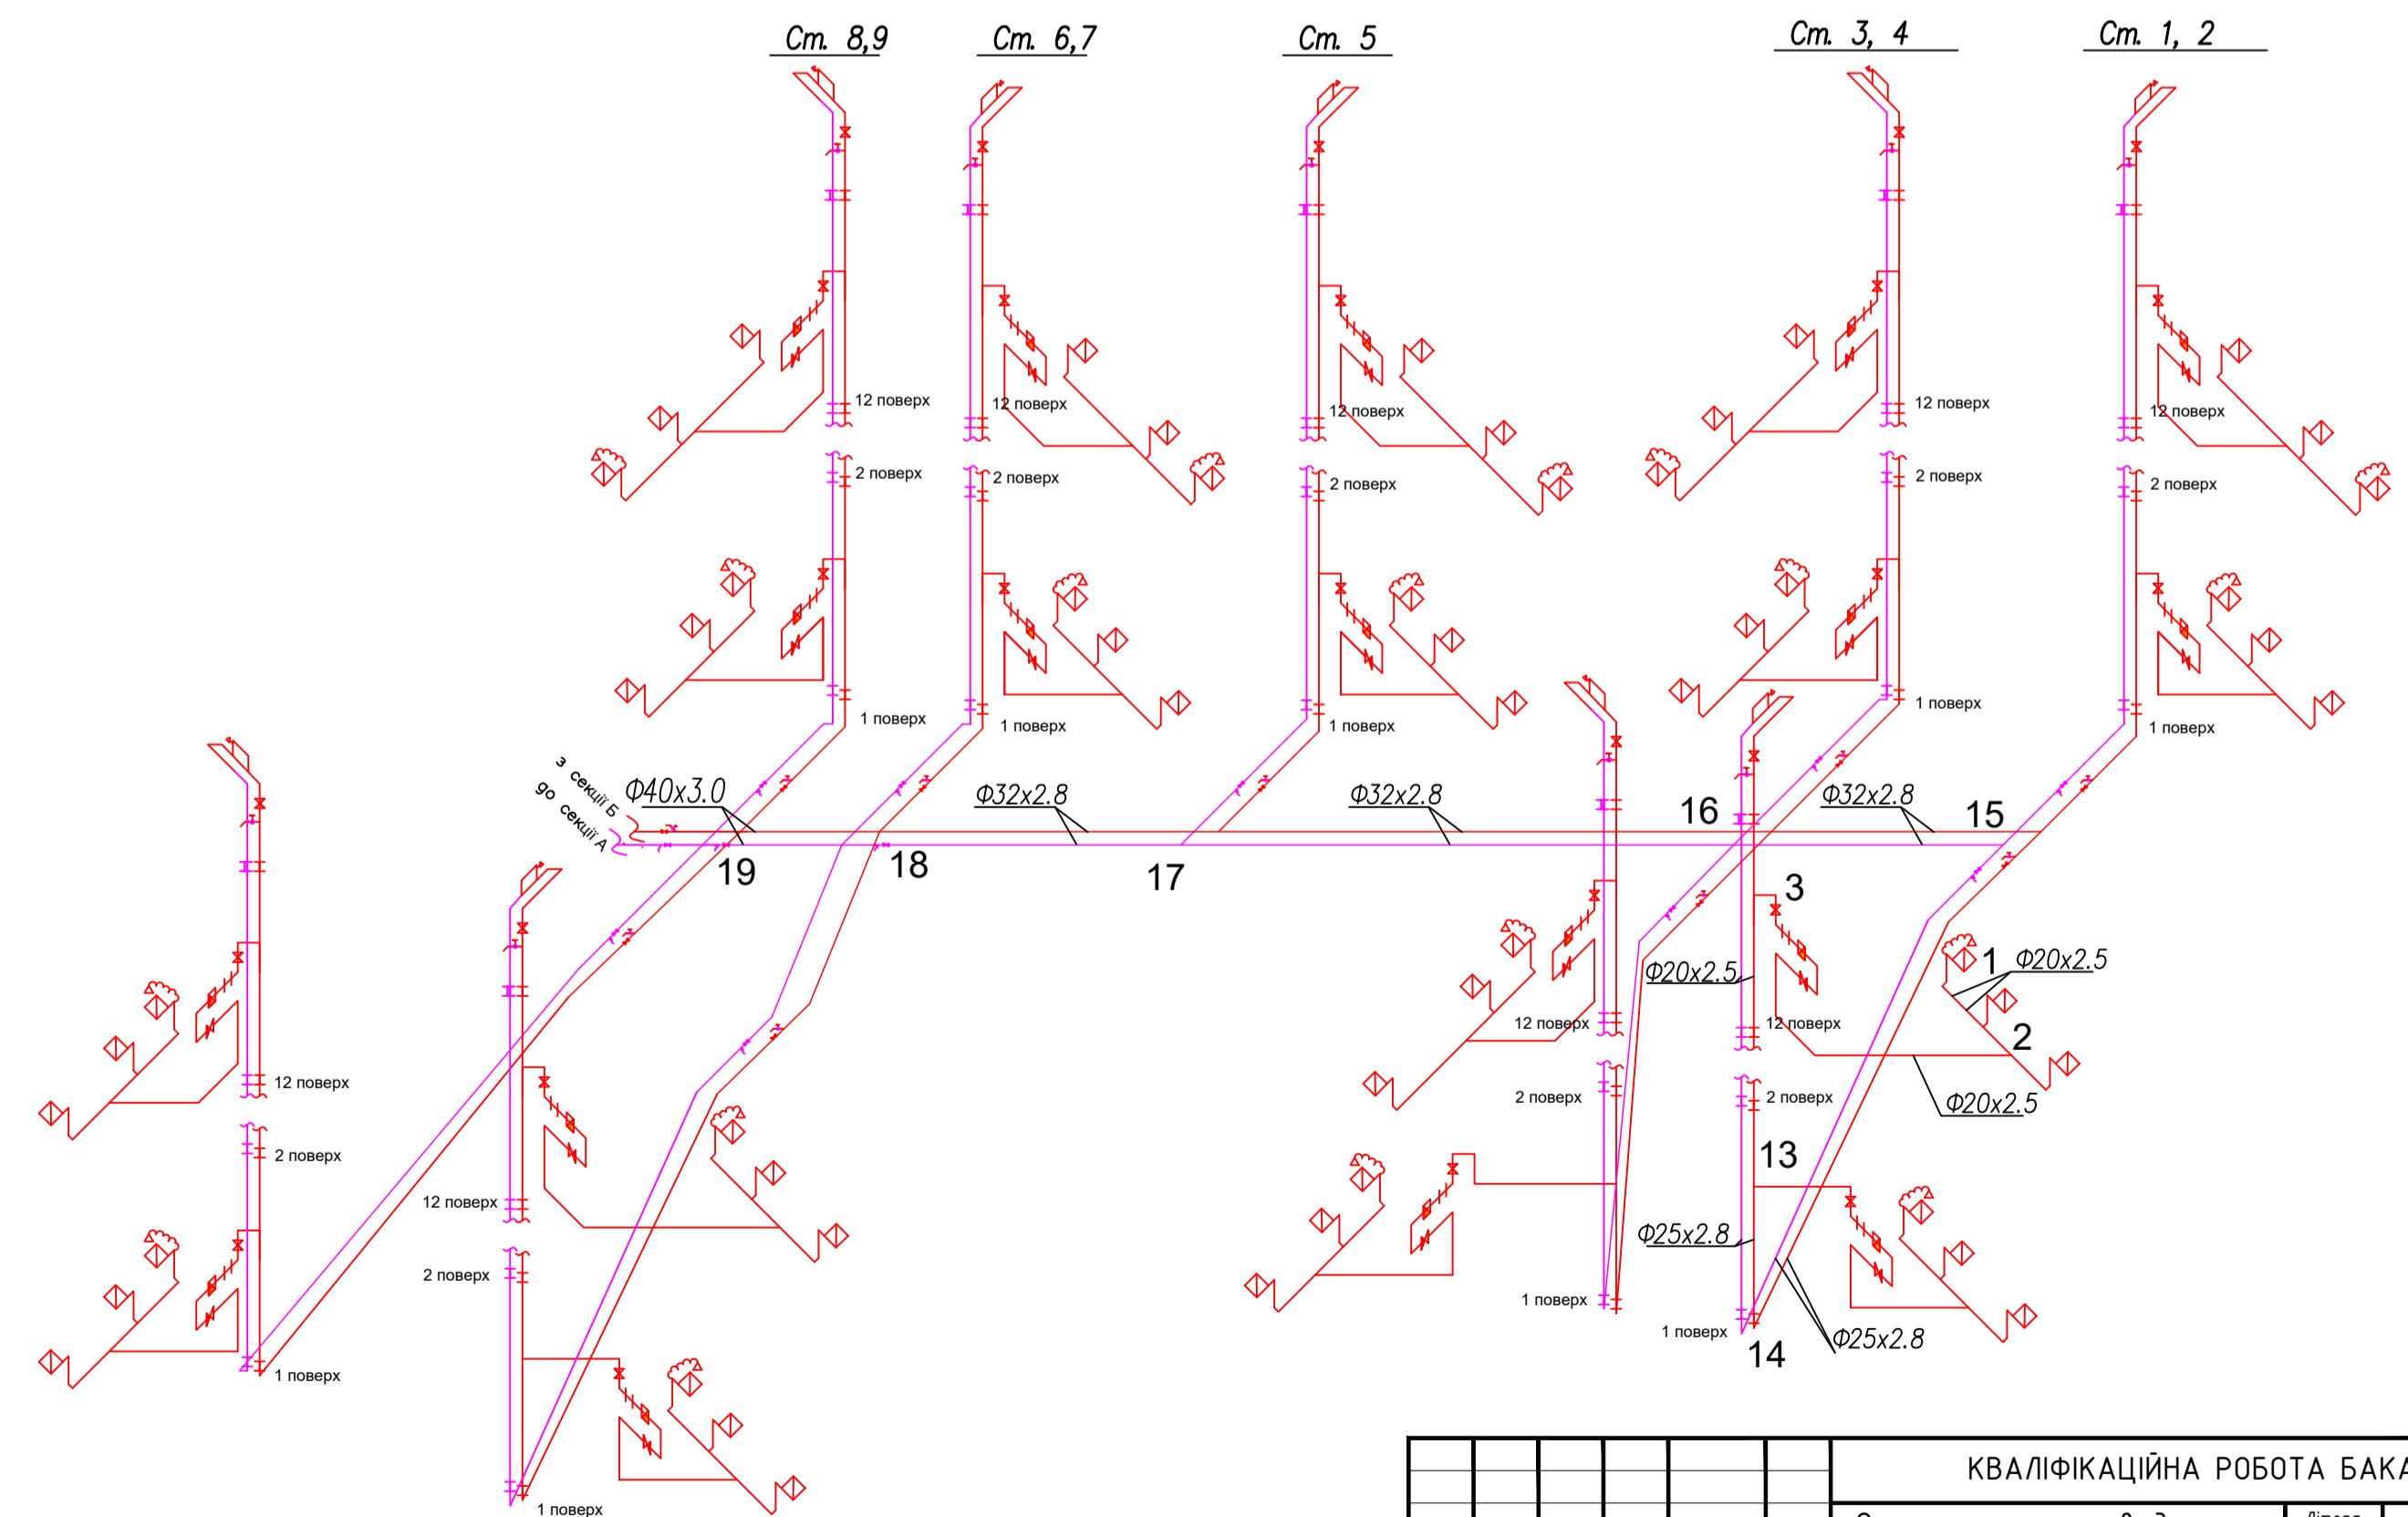 Ст. 8,9
Ст. 6,7
Ст. 5
Ст. 3, 4
Ст. 1, 2
12 поверх
12 поверх
12 поверх
12 поверх
12 поверх
2 поверх
2 поверх
2 поверх
2 поверх
2 поверх
1 поверх
1 поверх
1 поверх
1 поверх
1 поверх
з секції Б
до секції А
Ф40х3.0
Ф32х2.8
Ф32х2.8
Ф32х2.8
16
15
19
18
17
3
Ф20х2.5
1
Ф20х2.5
12 поверх
12 поверх
2
12 поверх
2 поверх
2 поверх
Ф20х2.5
2 поверх
13
12 поверх
Ф25х2.8
2 поверх
1 поверх
1 поверх
Ф25х2.8
14
1 поверх
1 поверх
КВАЛІФІКАЦІЙНА РОБОТА БАКА